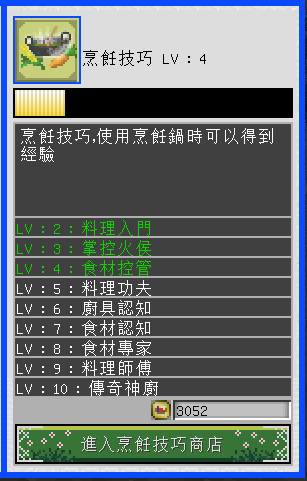 烹飪技巧 LV : 4
烹飪技巧,使用烹飪鍋時可以得到
經驗
LV : 2 : 料理入門
LV : 3 : 掌控火侯
LV : 4 : 食材控管
LV : 5 : 料理功夫
LV : 6 : 廚具認知
LV : 7 : 食材認知
LV : 8 : 食材專家
LV : 9 : 料理師傅
LV : 10 : 傳奇神廚
3052
進入烹飪技巧商店